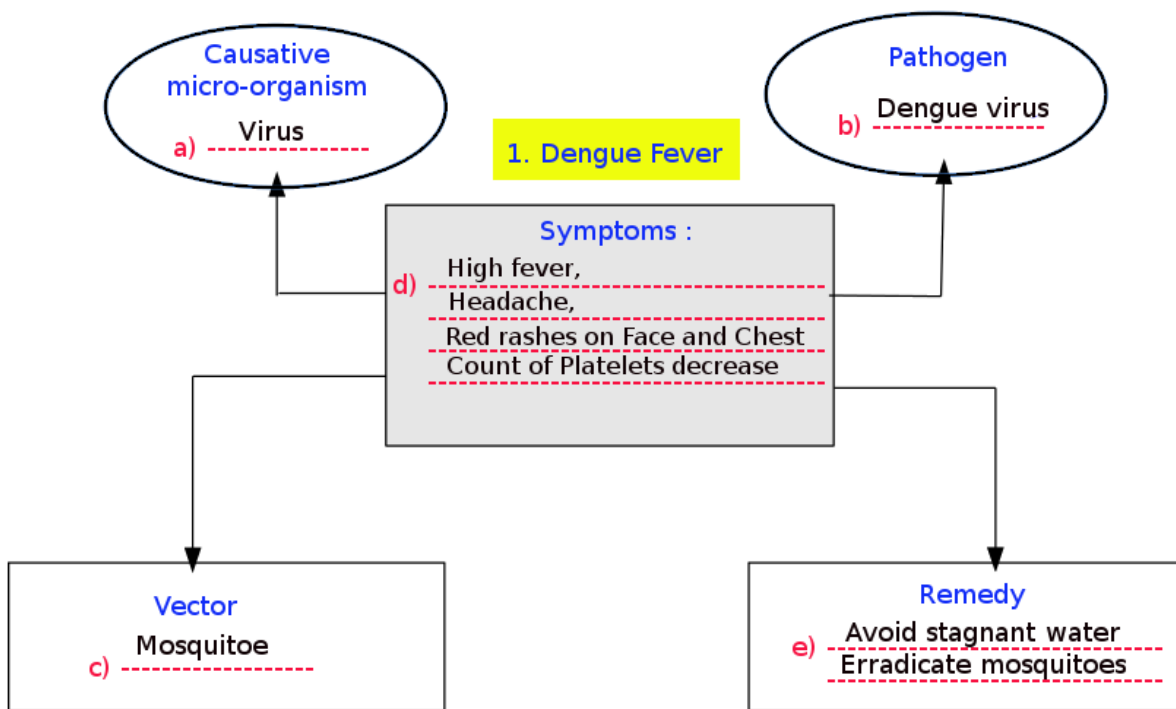 Causative
micro-organism
a) Virus
Pathogen
b) Dengue virus
1. Dengue Fever
Symptoms :
d) High fever,
Headache,
Red rashes on Face and Chest
Count of Platelets decrease
Vector
c) Mosquitoe
Remedy
e) Avoid stagnant water
Erradicate mosquitoes